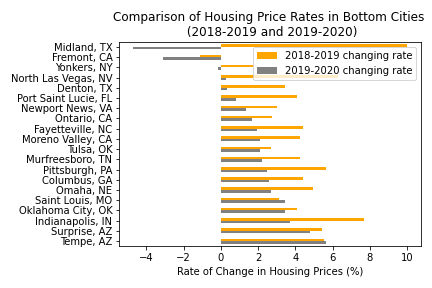 Comparison of Housing Price Rates in Bottom Cities
(2018-2019 and 2019-2020)
Midland, TX
Fremont, CA
Yonkers, NY
North Las Vegas, NV
Denton, TX
Port Saint Lucie, FL
Newport News, VA
Ontario, CA
Fayetteville, NC
Moreno Valley, CA
Tulsa, OK
Murfreesboro, TN
Pittsburgh, PA
Columbus, GA
Omaha, NE
Saint Louis, MO
Oklahoma City, OK
Indianapolis, IN
Surprise, AZ
Tempe, AZ
2018-2019 changing rate
2019-2020 changing rate
−4 −2 0 2 4 6 8 10
Rate of Change in Housing Prices (%)